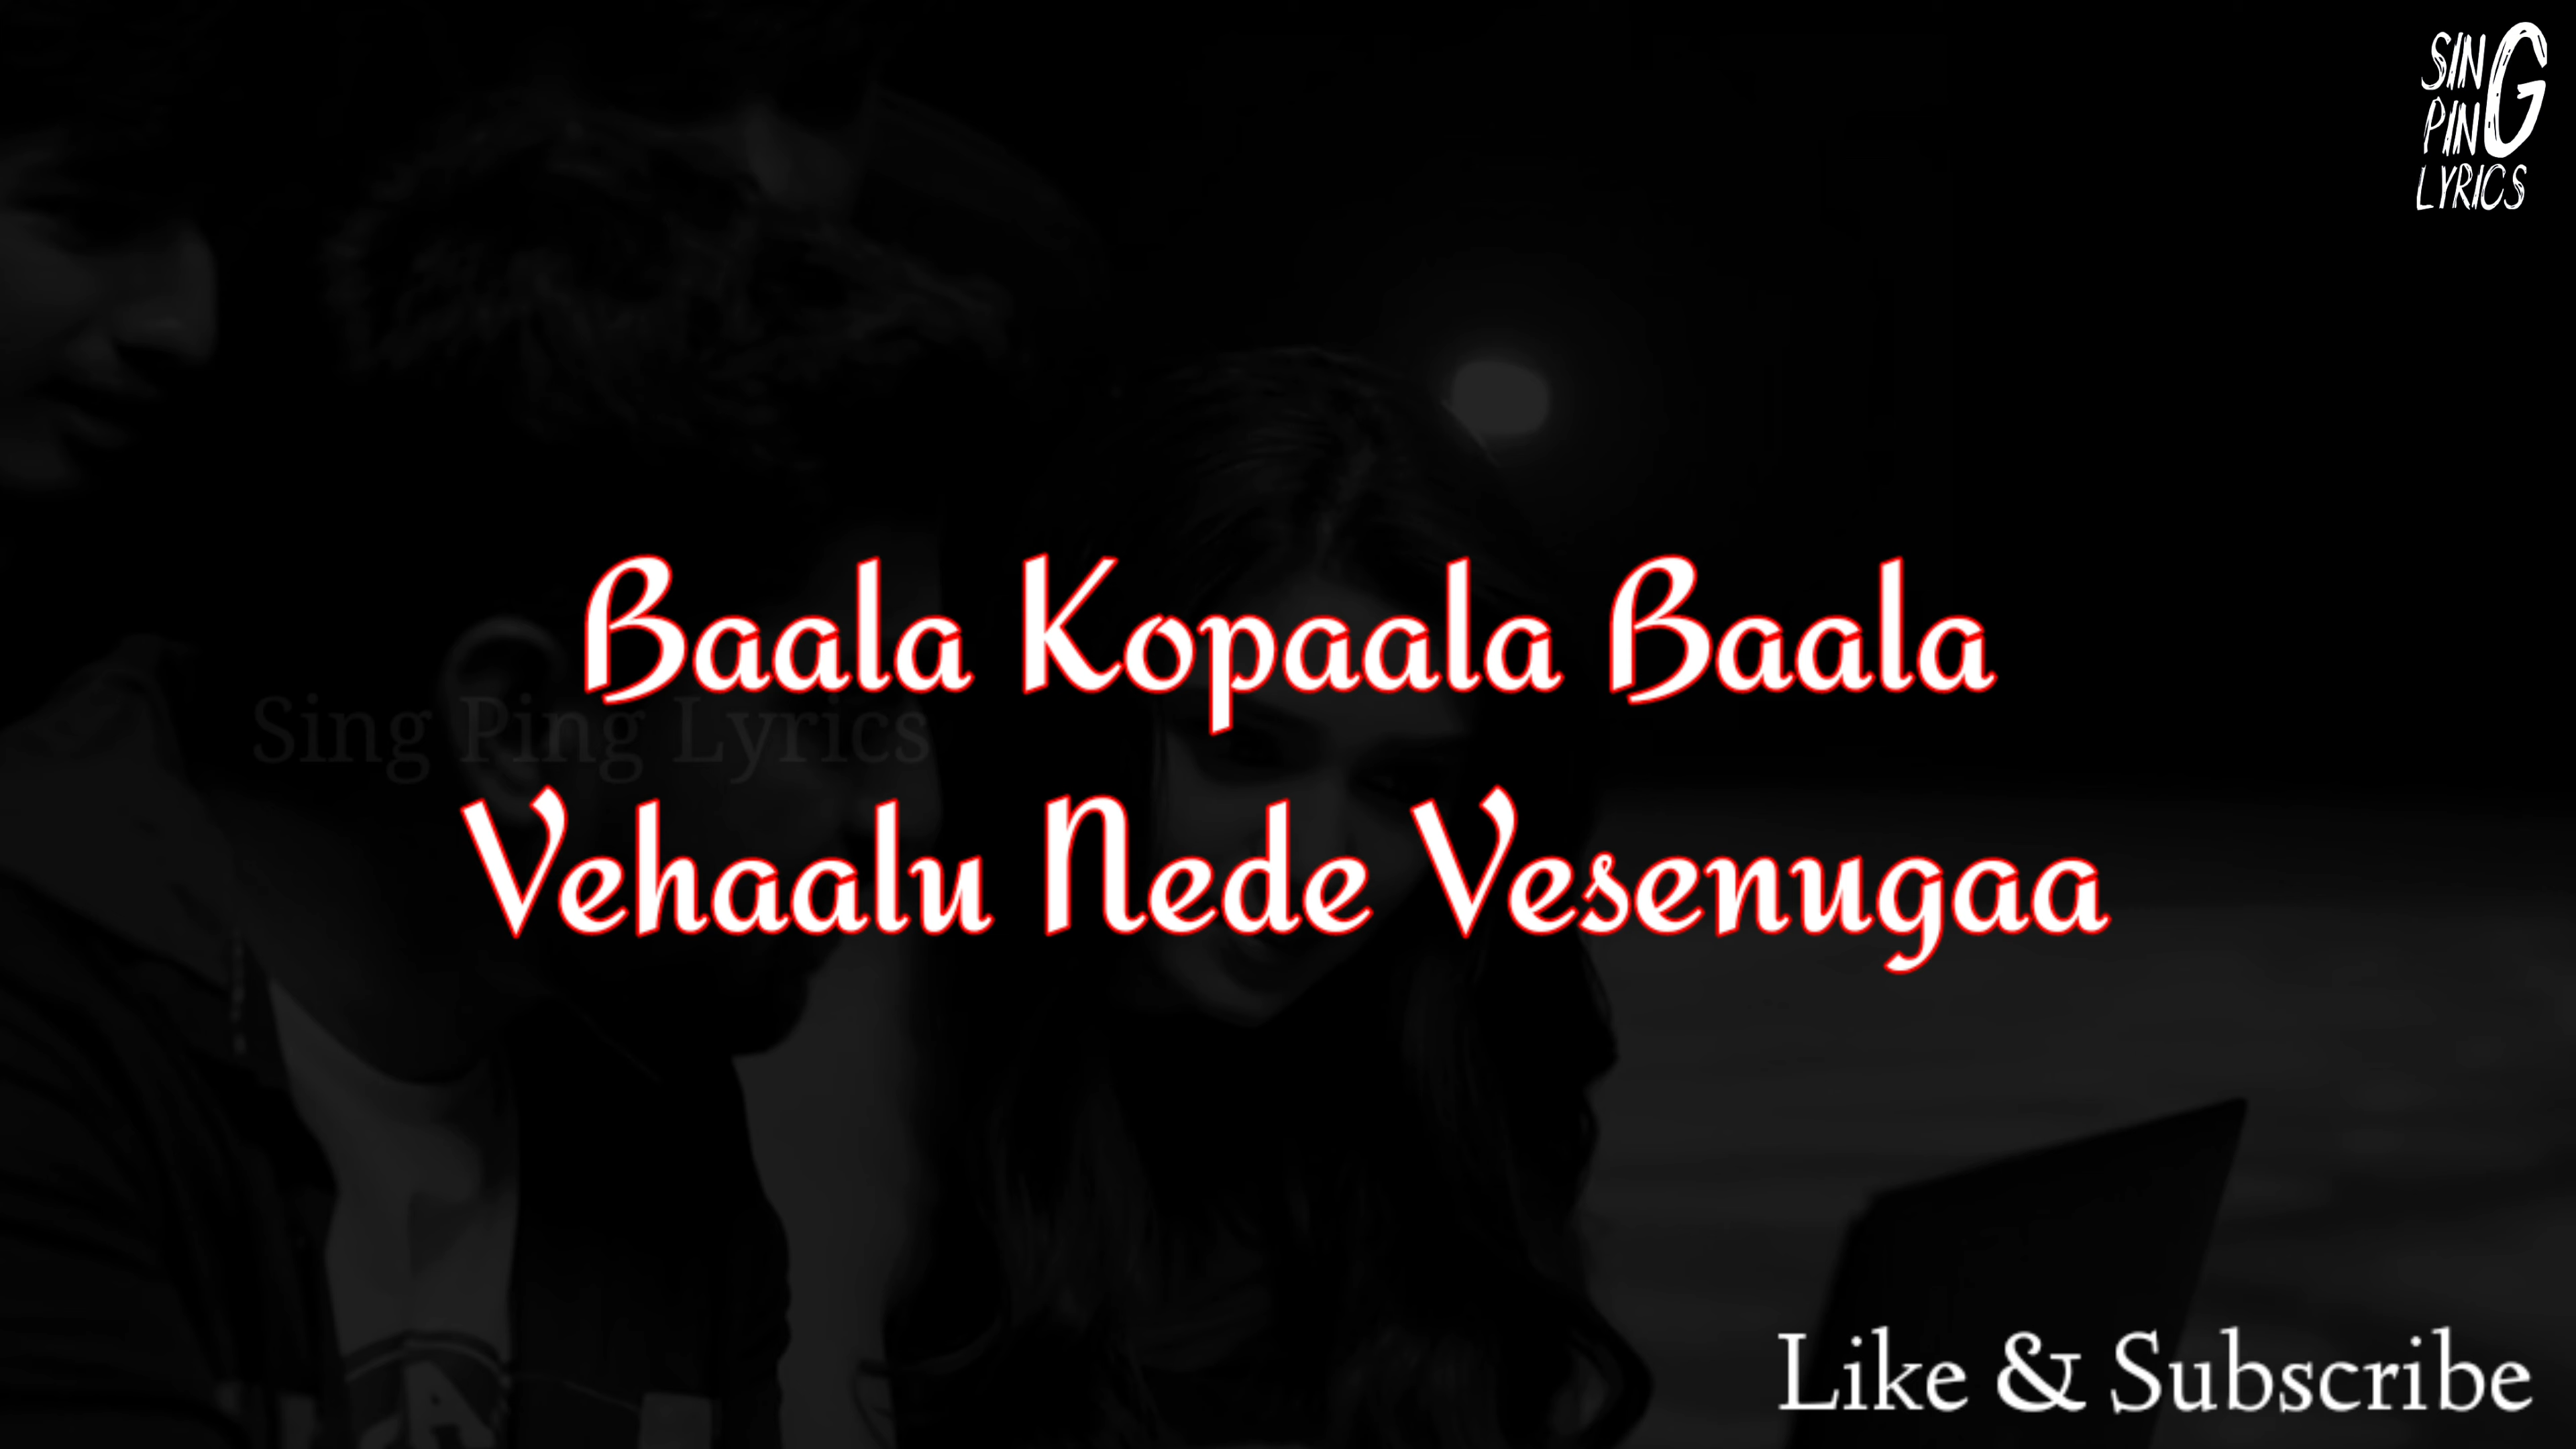 SING
PING
LYRICS
Baala Kopaala Baala
Sing Ping Lyrics
Vehaalu Nede Vesenugaa
Like & Subscribe